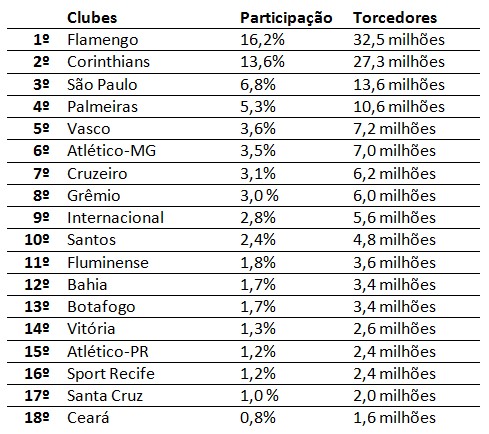 Clubes Participação Torcedores
1º Flamengo 16,2% 32,5 milhões
2º Corinthians 13,6% 27,3 milhões
3º São Paulo 6,8% 13,6 milhões
4º Palmeiras 5,3% 10,6 milhões
5º Vasco 3,6% 7,2 milhões
6º Atlético-MG 3,5% 7,0 milhões
7º Cruzeiro 3,1% 6,2 milhões
8º Grêmio 3,0 % 6,0 milhões
9º Internacional 2,8% 5,6 milhões
10º Santos 2,4% 4,8 milhões
11º Fluminense 1,8% 3,6 milhões
12º Bahia 1,7% 3,4 milhões
13º Botafogo 1,7% 3,4 milhões
14º Vitória 1,3% 2,6 milhões
15º Atlético-PR 1,2% 2,4 milhões
16º Sport Recife 1,2% 2,4 milhões
17º Santa Cruz 1,0 % 2,0 milhões
18º Ceará 0,8% 1,6 milhões